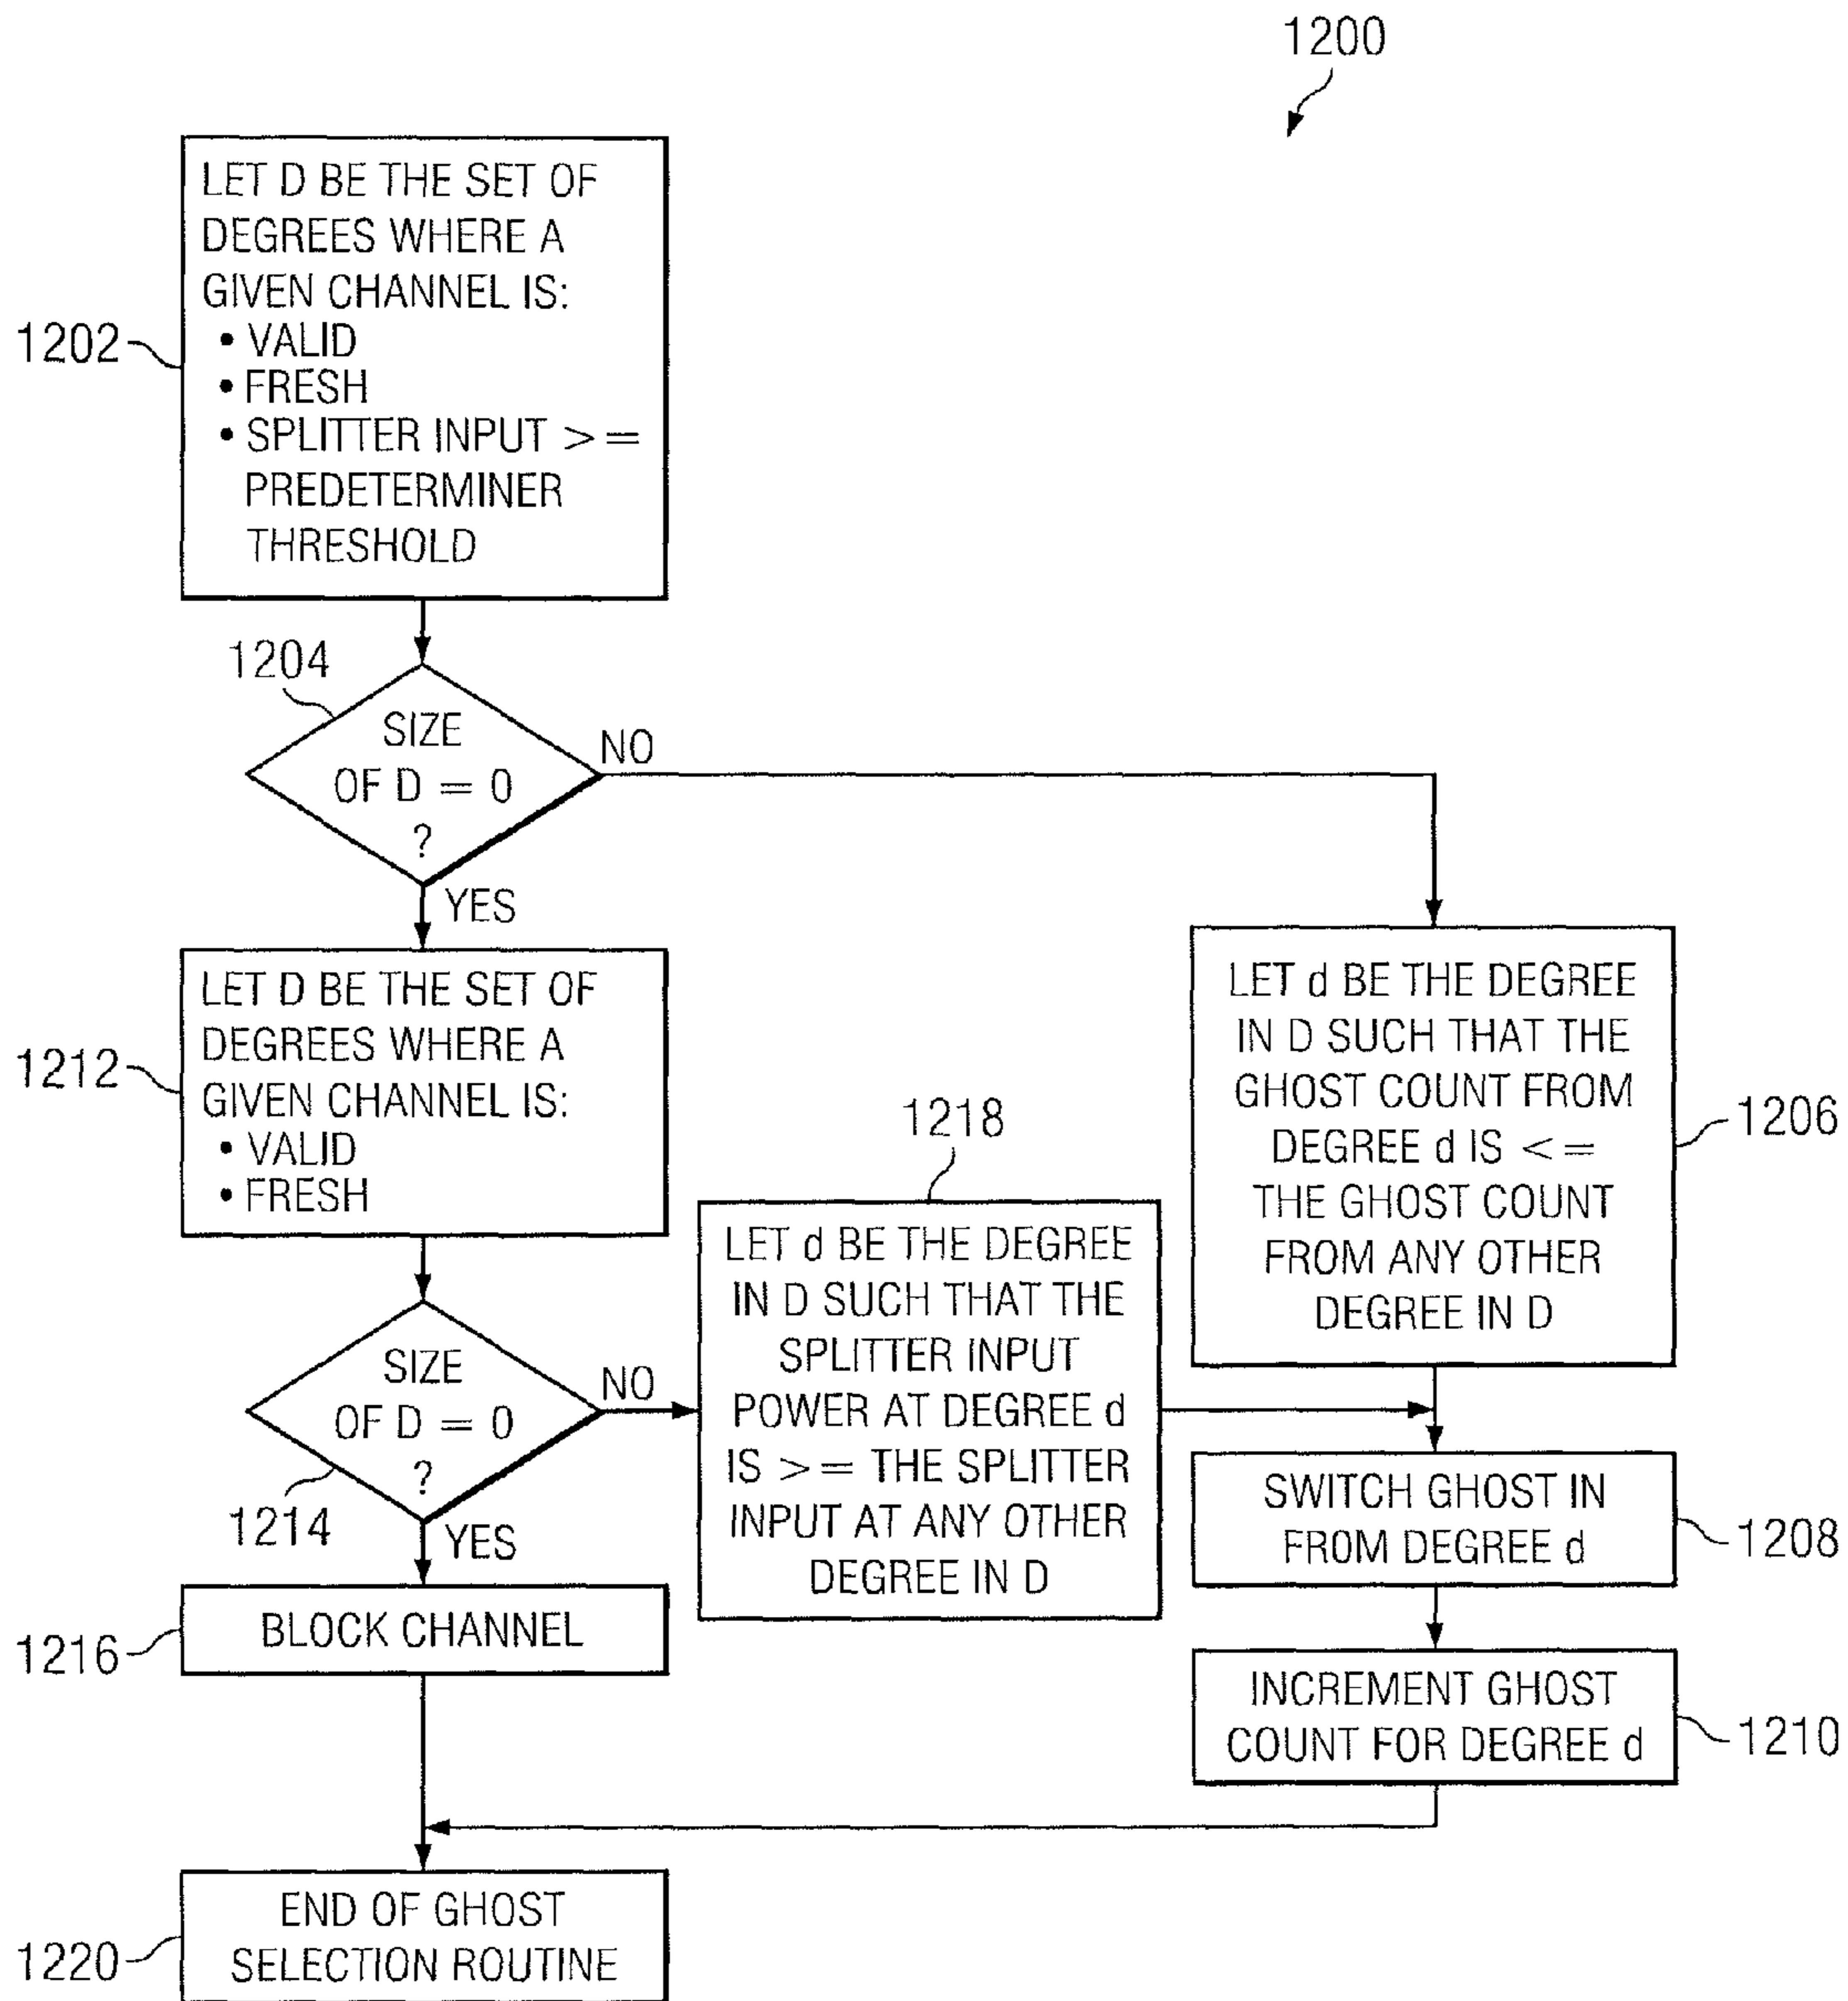 1200
LET D BE THE SET OF
DEGREES WHERE A
GIVEN CHANNEL IS:
• VALID
• FRESH
• SPLITTER INPUT >=
PREDETERMINER
THRESHOLD
1202
1204
SIZE
OF D = 0
?
NO
YES
LET D BE THE SET OF
DEGREES WHERE A
GIVEN CHANNEL IS:
• VALID
• FRESH
1212
LET d BE THE DEGREE
IN D SUCH THAT THE
GHOST COUNT FROM
DEGREE d IS <=
THE GHOST COUNT
FROM ANY OTHER
DEGREE IN D
1206
1218
LET d BE THE DEGREE
IN D SUCH THAT THE
SPLITTER INPUT
POWER AT DEGREE d
IS >= THE SPLITTER
INPUT AT ANY OTHER
DEGREE IN D
SIZE
OF D = 0
?
NO
1214
YES
SWITCH GHOST IN
FROM DEGREE d
1208
BLOCK CHANNEL
1216
INCREMENT GHOST
COUNT FOR DEGREE d
1210
END OF GHOST
SELECTION ROUTINE
1220